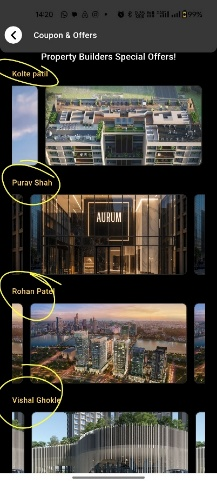 14:20
99%
Coupon & Offers
Property Builders Special Offers!
Kolte patil
Purav Shah
AURUM
Rohan Patel
Vishal Ghokle